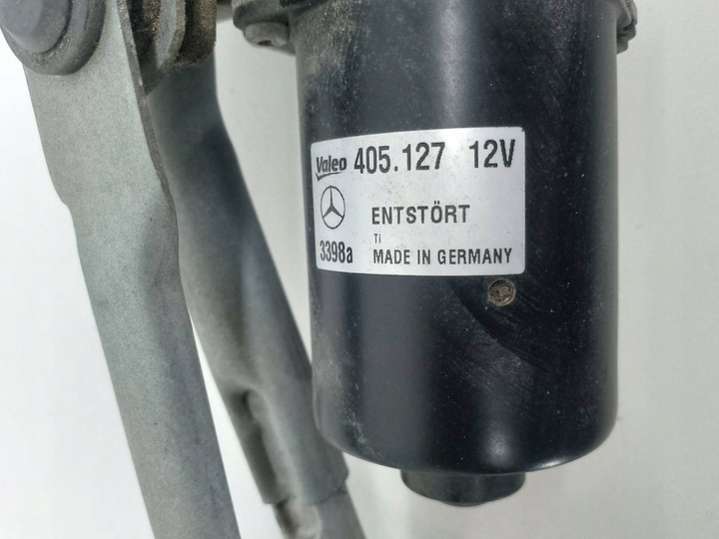 Valeo 405.127 12V
ENTSTÖRT
Ti
3398a MADE IN GERMANY